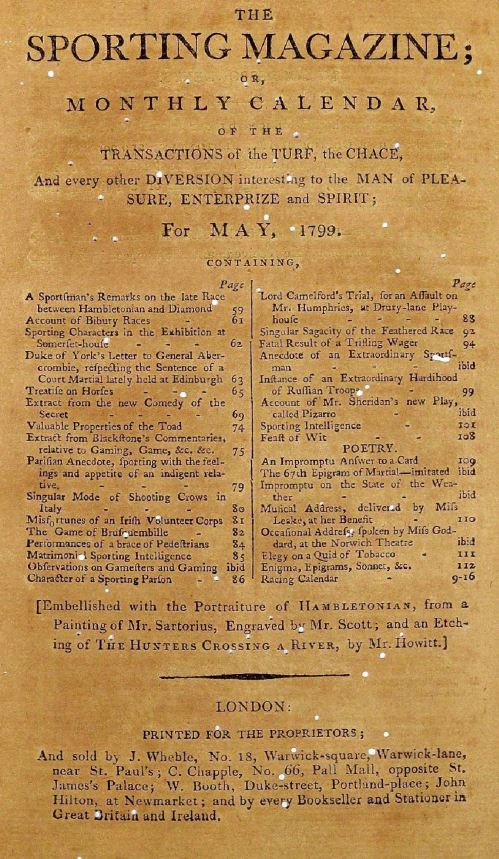 THE
SPORTING MAGAZINE;
OR,
MONTHLY CALENDAR,
OF THE
TRANSACTIONS of the TURF, the CHACE,
And every other DIVERSION interesting to the MAN of PLEA-
SURE, ENTERPRIZE and SPIRIT;
For MAY, 1799.
CONTAINING,
Page
A Sportſman's Remarks on the late Race
between Hambletonian and Diamond 59
Account of Bibury Races - 61
Sporting Characters in the Exhibition at
Somerſet-houſe - - - 62
Duke of York's Letter to General Aber-
crombie, reſpecting the Sentence of a
Court Martial lately held at Edinburgh 63
Treatiſe on Horſes - - 65
Extract from the new Comedy of the
Secret - - - 69
Valuable Properties of the Toad 74
Extract from Blackſtone's Commentaries,
relative to Gaming, Game, &c. &c. 75
Pariſian Anecdote, ſporting with the feel-
ings and appetite of an indigent rela-
tive. - - - 79
Singular Mode of Shooting Crows in
Italy - - - 80
Misfortunes of an Iriſh Volunteer Corps 81
The Game of Bruſquembille - 82
Performances of a brace of Pedeſtrians 84
Matrimonial Sporting Intelligence 85
Obſervations on Gameſters and Gaming ibid
Character of a Sporting Parſon - 86
Page
Lord Camelford's Trial, for an Aſſault on
Mr. Humphries, at Drury-lane Play-
houſe - - - 88
Singular Sagacity of the Feathered Race 92
Fatal Reſult of a Trifling Wager 94
Anecdote of an Extraordinary Sportſ-
man - - - ibid
Inſtance of an Extraordinary Hardihood
of Ruſſian Troops - - 99
Account of Mr. Sheridan's new Play,
called Pizarro - - ibid
Sporting Intelligence - 101
Feaſt of Wit - - 108
POETRY.
An Impromptu Anſwer to a Card 109
The 67th Epigram of Martial—imitated ibid
Impromptu on the State of the Wea-
ther - - - ibid
Muſical Address, delivered by Miſs
Leake, at her Benefit - 110
Occaſional Addreſs, ſpoken by Miſs God-
dard, at the Norwich Theatre ibid
Elegy on a Quid of Tobacco - 111
Enigma, Epigrams, Sonnet, &c. 112
Racing Calendar - 9-16
[Embellished with the Portraiture of HAMBLETONIAN, from a
Painting of Mr. Sartorius, Engraved by Mr. Scott; and an Etch-
ing of THE HUNTERS CROSSING A RIVER, by Mr. Howitt.]
LONDON:
PRINTED FOR THE PROPRIETORS;
And sold by J. Wheble, No. 18, Warwick-square, Warwick-lane,
near St. Paul's; C. Chapple, No. 66, Pall Mall, opposite St.
James's Palace; W. Booth, Duke-street, Portland-place; John
Hilton, at Newmarket; and by every Bookseller and Stationer in
Great Britain and Ireland.